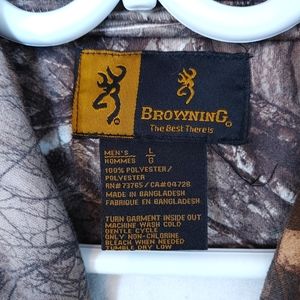 BROWNING®
The Best There is
MEN'S L
HOMMES G
100% POLYESTER/
POLYESTER
RN#73765/CA#04728
MADE IN BANGLADESH
FABRIQUE EN BANGLADESH
TURN GARMENT INSIDE OUT
MACHINE WASH COLD
GENTLE CYCLE
ONLY NON-CHLORINE
BLEACH WHEN NEEDED
TUMBLE DRY LOW